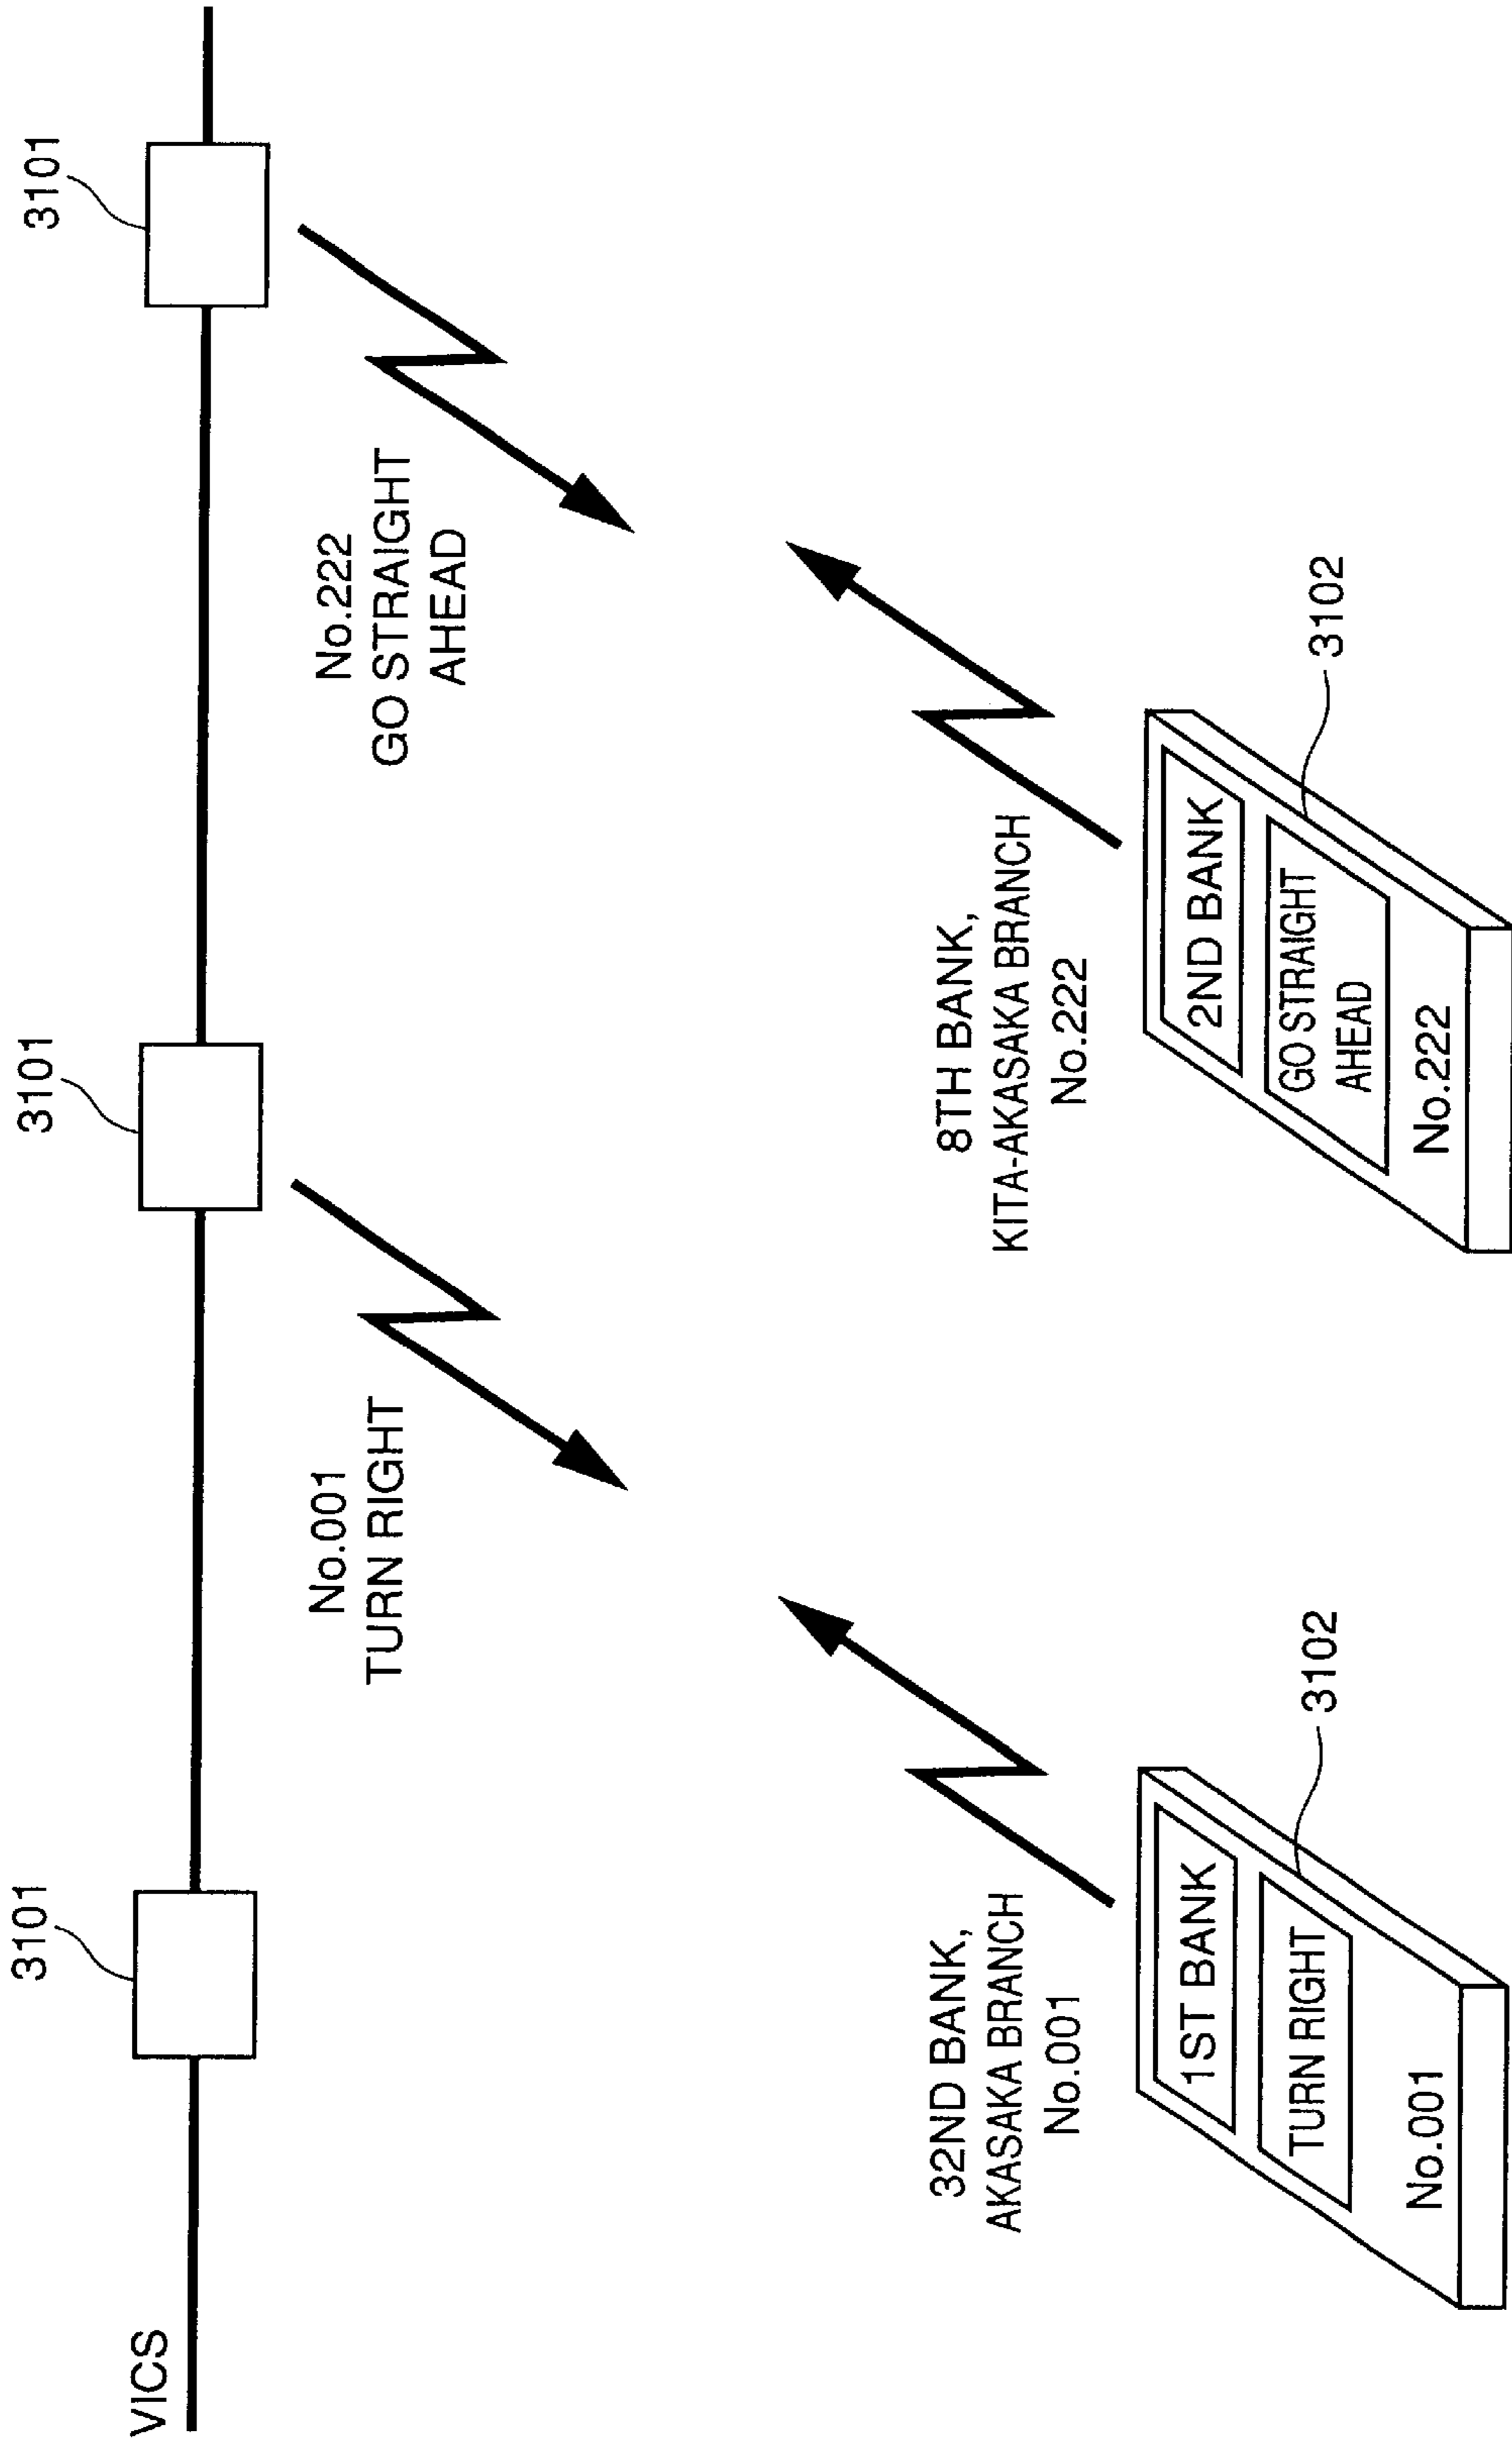 VICS
3101
3101
3101
No.001
TURN RIGHT
No.222
GO STRAIGHT
AHEAD
32ND BANK,
AKASAKA BRANCH
No.001
8TH BANK,
KITA-AKASAKA BRANCH
No.222
1ST BANK
TURN RIGHT
No.001
3102
2ND BANK
GO STRAIGHT
AHEAD
No.222
3102